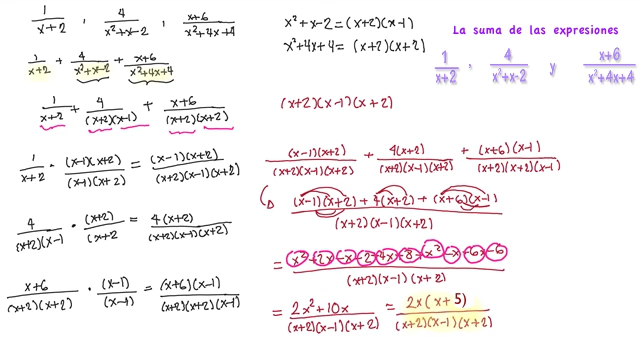 1/(x+2) , 4/(x²+x-2) , (x+6)/(x²+4x+4)
1/(x+2) + 4/(x²+x-2) + (x+6)/(x²+4x+4)
1/(x+2) + 4/((x+2)(x-1)) + (x+6)/((x+2)(x+2))
1/(x+2) · ((x-1)(x+2))/((x-1)(x+2)) = ((x-1)(x+2))/((x+2)(x-1)(x+2))
4/((x+2)(x-1) · (x+2)/(x+2 = 4(x+2)/((x+2)(x-1)(x+2))
(x+6)/((x+2)(x+2)) · (x-1)/(x-1) = ((x+6)(x-1))/((x+2)(x+2)(x-1))
x²+x-2 = (x+2)(x-1)
x²+4x+4 = (x+2)(x+2)
(x+2)(x-1)(x+2)
((x-1)(x+2))/((x+2)(x-1)(x+2)) + 4(x+2)/((x+2)(x-1)(x+2)) + ((x+6)(x-1))/((x+2)(x+2)(x-1))
((x-1)(x+2) + 4(x+2) + (x+6)(x-1))/((x+2)(x-1)(x+2))
= (x²+2x-x-2+4x+8+x²-x+6x-6)/((x+2)(x-1)(x+2))
= (2x²+10x)/((x+2)(x-1)(x+2)) = 2x(x+5)/((x+2)(x-1)(x+2))
La suma de las expresiones
1/(x+2) , 4/(x²+x-2) y (x+6)/(x²+4x+4)